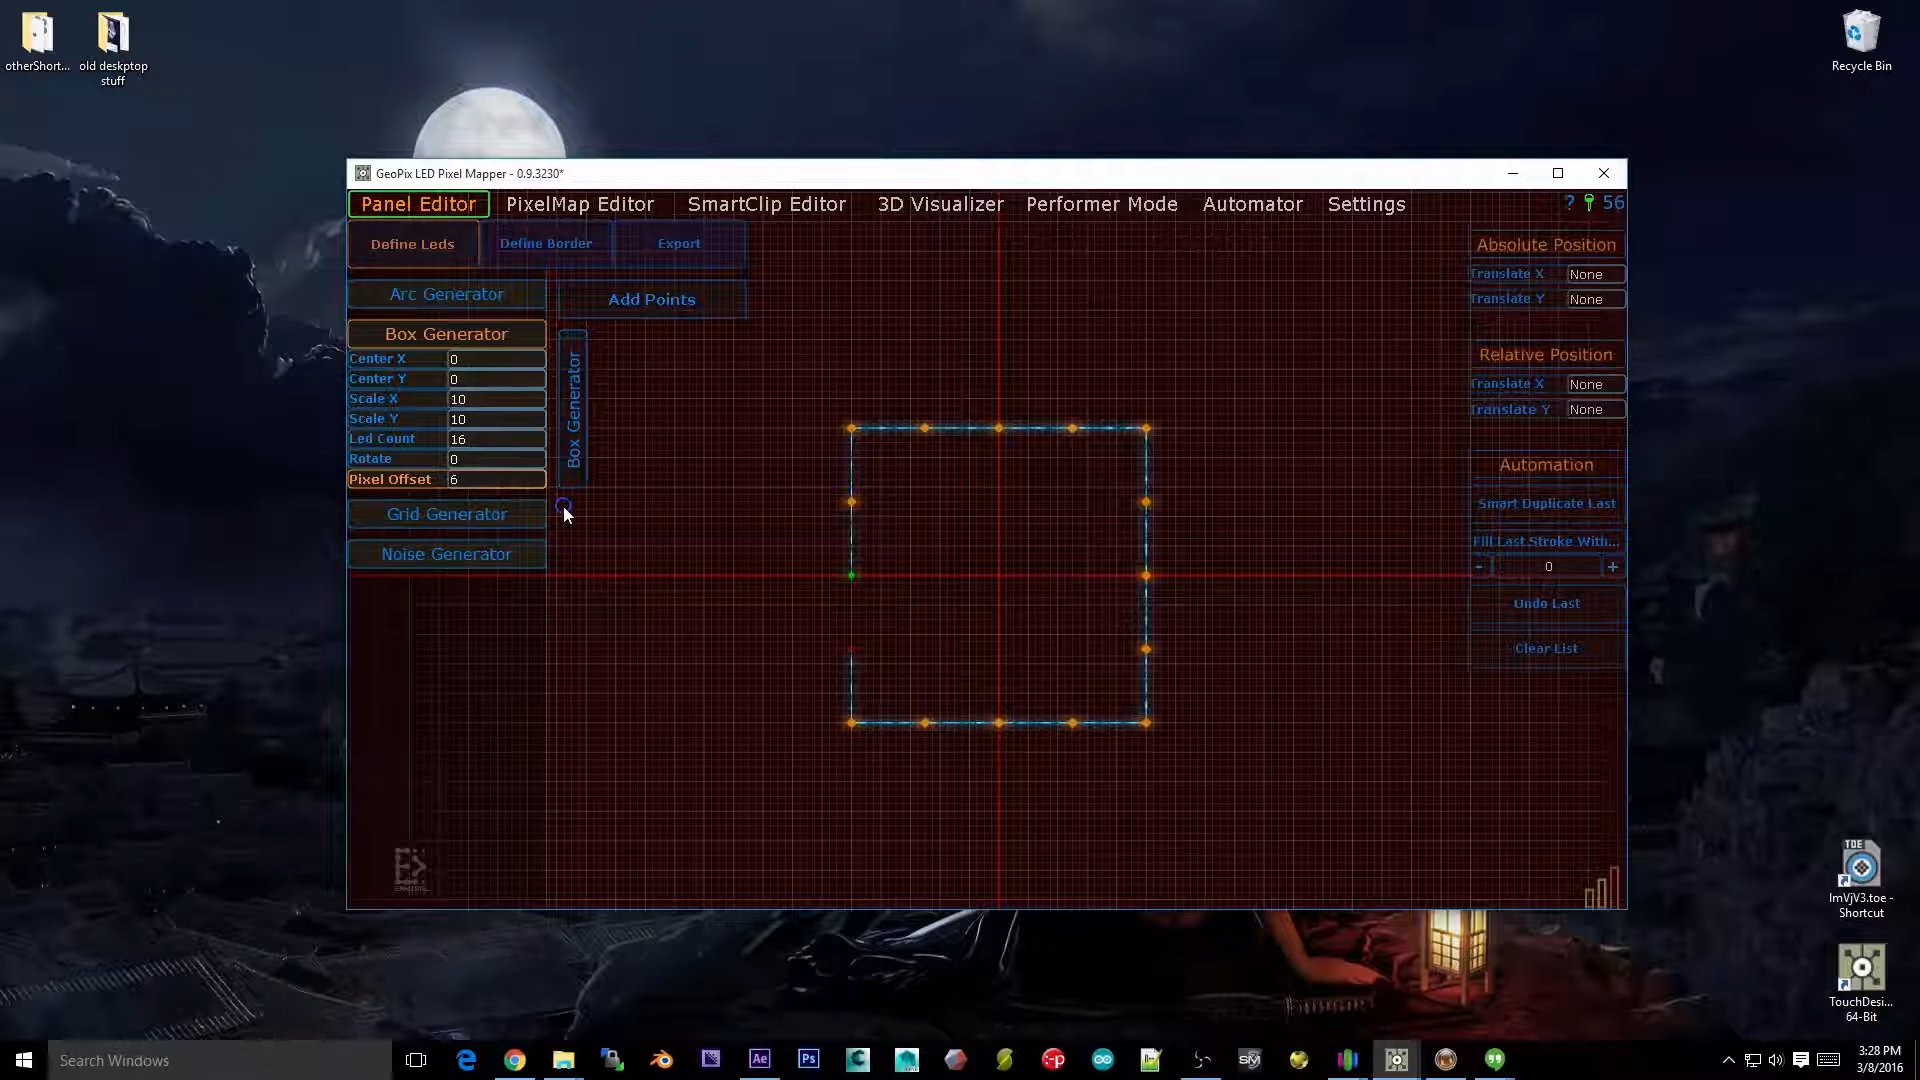 otherShort...
old deskptop
stuff
Recycle Bin
GeoPix LED Pixel Mapper - 0.9.3230*
Panel Editor PixelMap Editor SmartClip Editor 3D Visualizer Performer Mode Automator Settings ? 56
Define Leds Define Border Export
Arc Generator
Add Points
Box Generator
Center X 0
Center Y 0
Scale X 10
Scale Y 10
Led Count 16
Rotate 0
Pixel Offset 6
Box Generator
Grid Generator
Noise Generator
Absolute Position
Translate X None
Translate Y None
Relative Position
Translate X None
Translate Y None
Automation
Smart Duplicate Last
Fill Last Stroke With...
- 0 +
Undo Last
Clear List
TOE
ImVjV3.toe -
Shortcut
TouchDesi...
64-Bit
Search Windows
Ae
Ps
:-p
SM
3:28 PM
3/8/2016